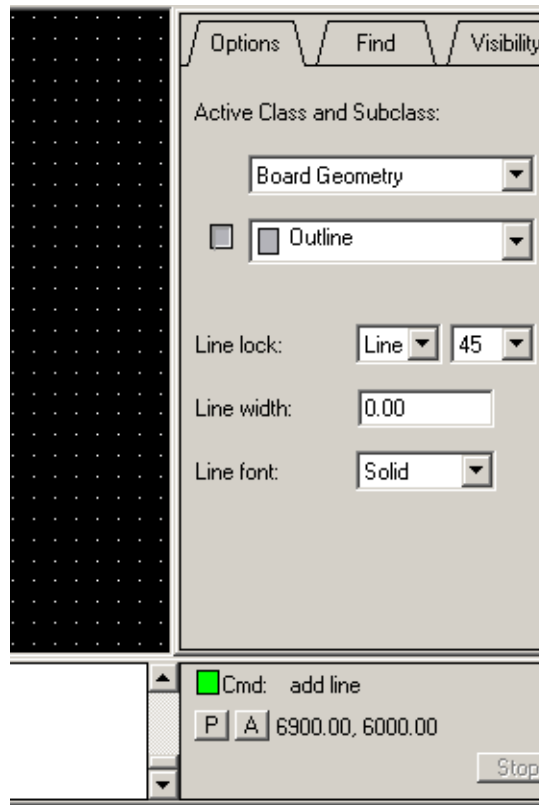 Options Find Visibility
Active Class and Subclass:
Board Geometry
Outline
Line lock: Line 45
Line width: 0.00
Line font: Solid
Cmd: add line
P A 6900.00, 6000.00
Stop